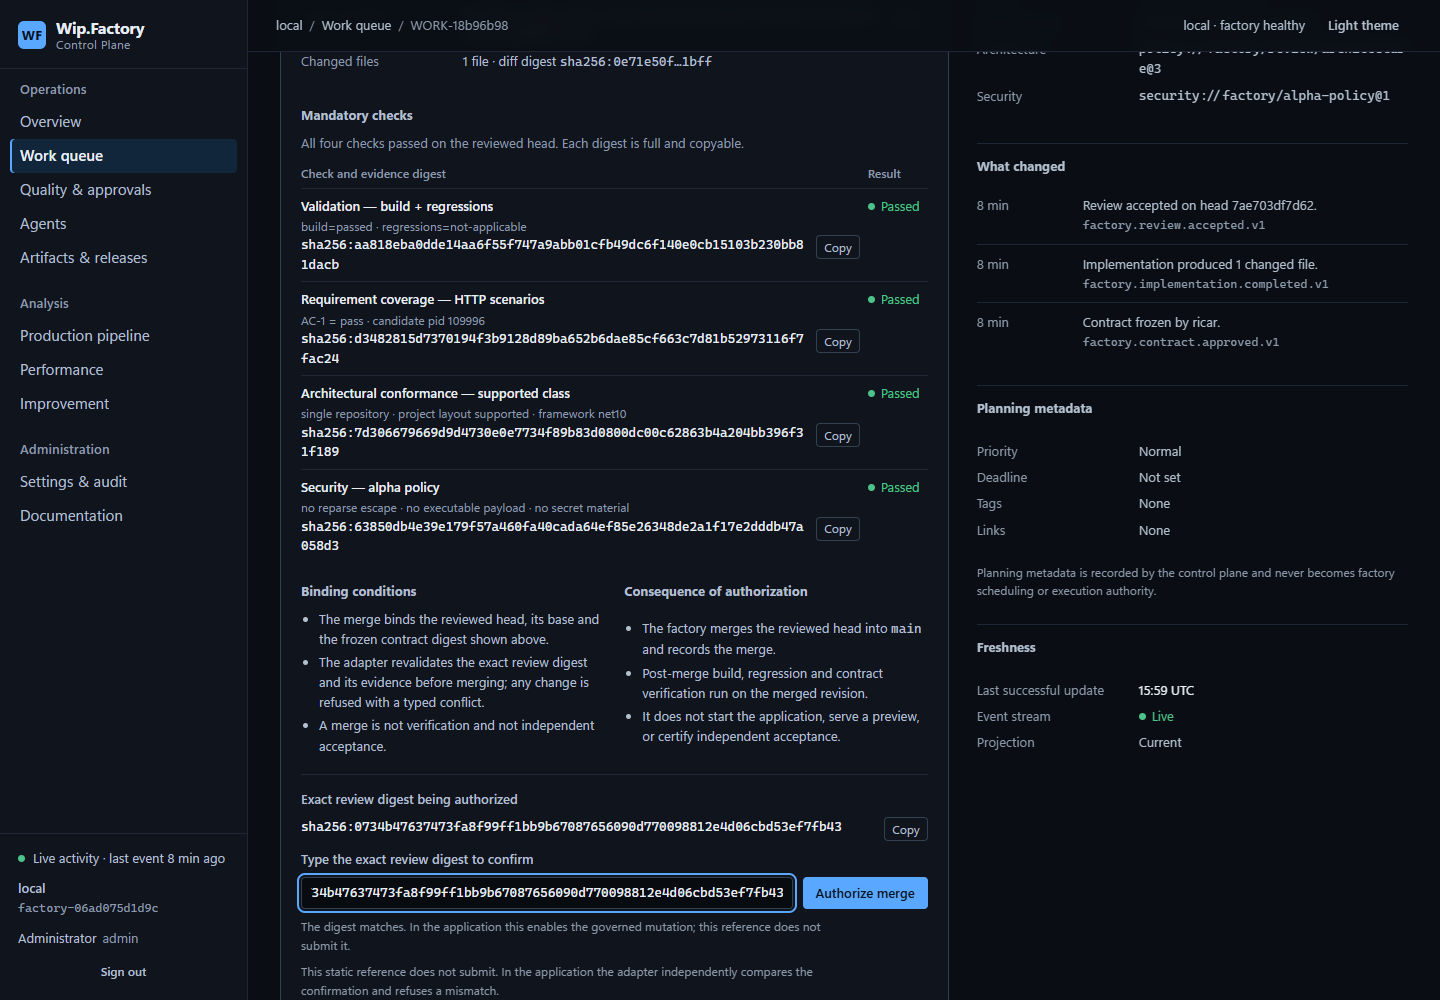 WF
Wip.Factory
Control Plane
Operations
Overview
Work queue
Quality & approvals
Agents
Artifacts & releases
Analysis
Production pipeline
Performance
Improvement
Administration
Settings & audit
Documentation
Live activity · last event 8 min ago
local
factory-06ad075d1d9c
Administrator admin
Sign out
local / Work queue / WORK-18b96b98
local · factory healthy
Light theme
Changed files 1 file · diff digest sha256:0e71e50f…1bff
Mandatory checks
All four checks passed on the reviewed head. Each digest is full and copyable.
Check and evidence digest Result
Validation — build + regressions Passed
build=passed · regressions=not-applicable
sha256:aa818eba0dde14aa6f55f747a9abb01cfb49dc6f140e0cb15103b230bb8
1dacb
Copy
Requirement coverage — HTTP scenarios Passed
AC-1 = pass · candidate pid 109996
sha256:d3482815d7370194f3b9128d89ba652b6dae85cf663c7d81b52973116f7
fac24
Copy
Architectural conformance — supported class Passed
single repository · project layout supported · framework net10
sha256:7d306679669d9d4730e0e7734f89b83d0800dc00c62863b4a204bb396f3
1f189
Copy
Security — alpha policy Passed
no reparse escape · no executable payload · no secret material
sha256:63850db4e39e179f57a460fa40cada64ef85e26348de2a1f17e2dddb47a
058d3
Copy
Binding conditions
The merge binds the reviewed head, its base and
the frozen contract digest shown above.
The adapter revalidates the exact review digest
and its evidence before merging; any change is
refused with a typed conflict.
A merge is not verification and not independent
acceptance.
Consequence of authorization
The factory merges the reviewed head into main
and records the merge.
Post-merge build, regression and contract
verification run on the merged revision.
It does not start the application, serve a preview,
or certify independent acceptance.
Exact review digest being authorized
sha256:0734b47637473fa8f99ff1bb9b67087656090d770098812e4d06cbd53ef7fb43
Copy
Type the exact review digest to confirm
34b47637473fa8f99ff1bb9b67087656090d770098812e4d06cbd53ef7fb43
Authorize merge
The digest matches. In the application this enables the governed mutation; this reference does not
submit it.
This static reference does not submit. In the application the adapter independently compares the
confirmation and refuses a mismatch.
Architecture
e@3
Security security://factory/alpha-policy@1
What changed
8 min Review accepted on head 7ae703df7d62.
factory.review.accepted.v1
8 min Implementation produced 1 changed file.
factory.implementation.completed.v1
8 min Contract frozen by ricar.
factory.contract.approved.v1
Planning metadata
Priority Normal
Deadline Not set
Tags None
Links None
Planning metadata is recorded by the control plane and never becomes factory
scheduling or execution authority.
Freshness
Last successful update 15:59 UTC
Event stream Live
Projection Current